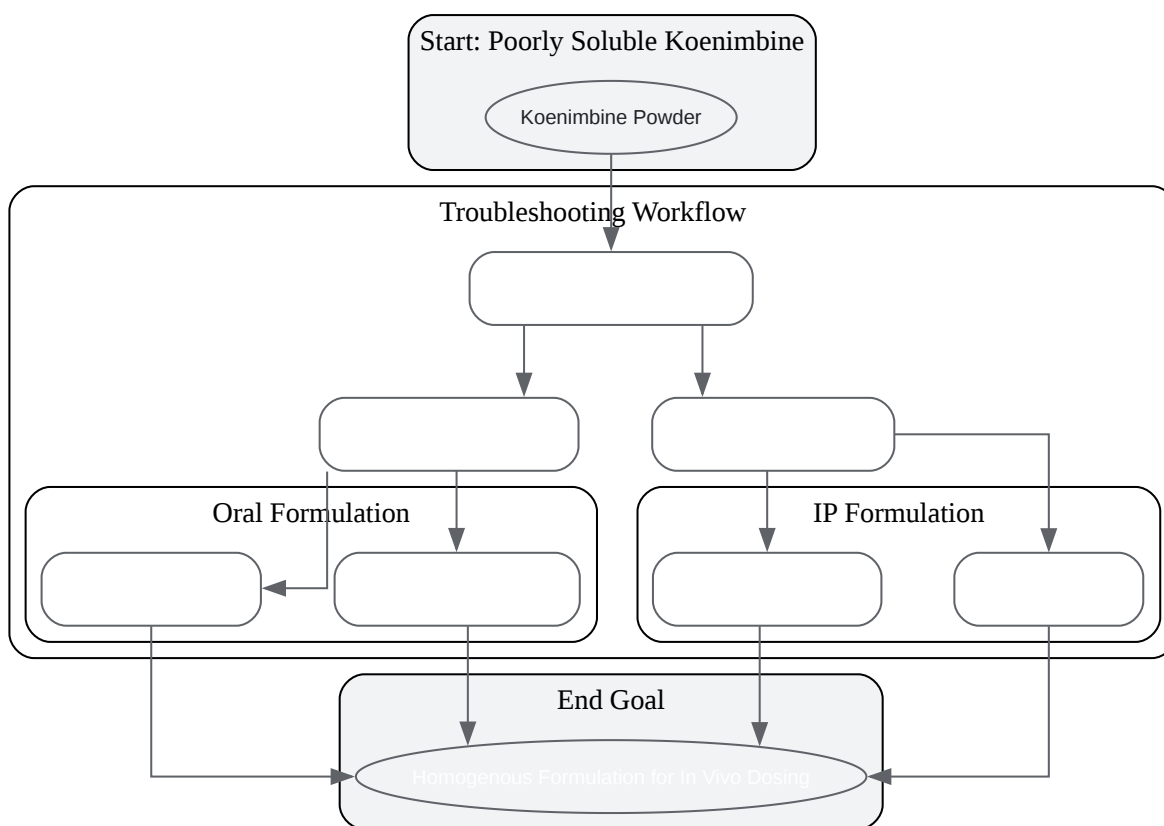 Start: Poorly Soluble Koenimbine
Koenimbine Powder
Troubleshooting Workflow
Oral Formulation
IP Formulation
End Goal
Homogenous Formulation for In Vivo Dosing